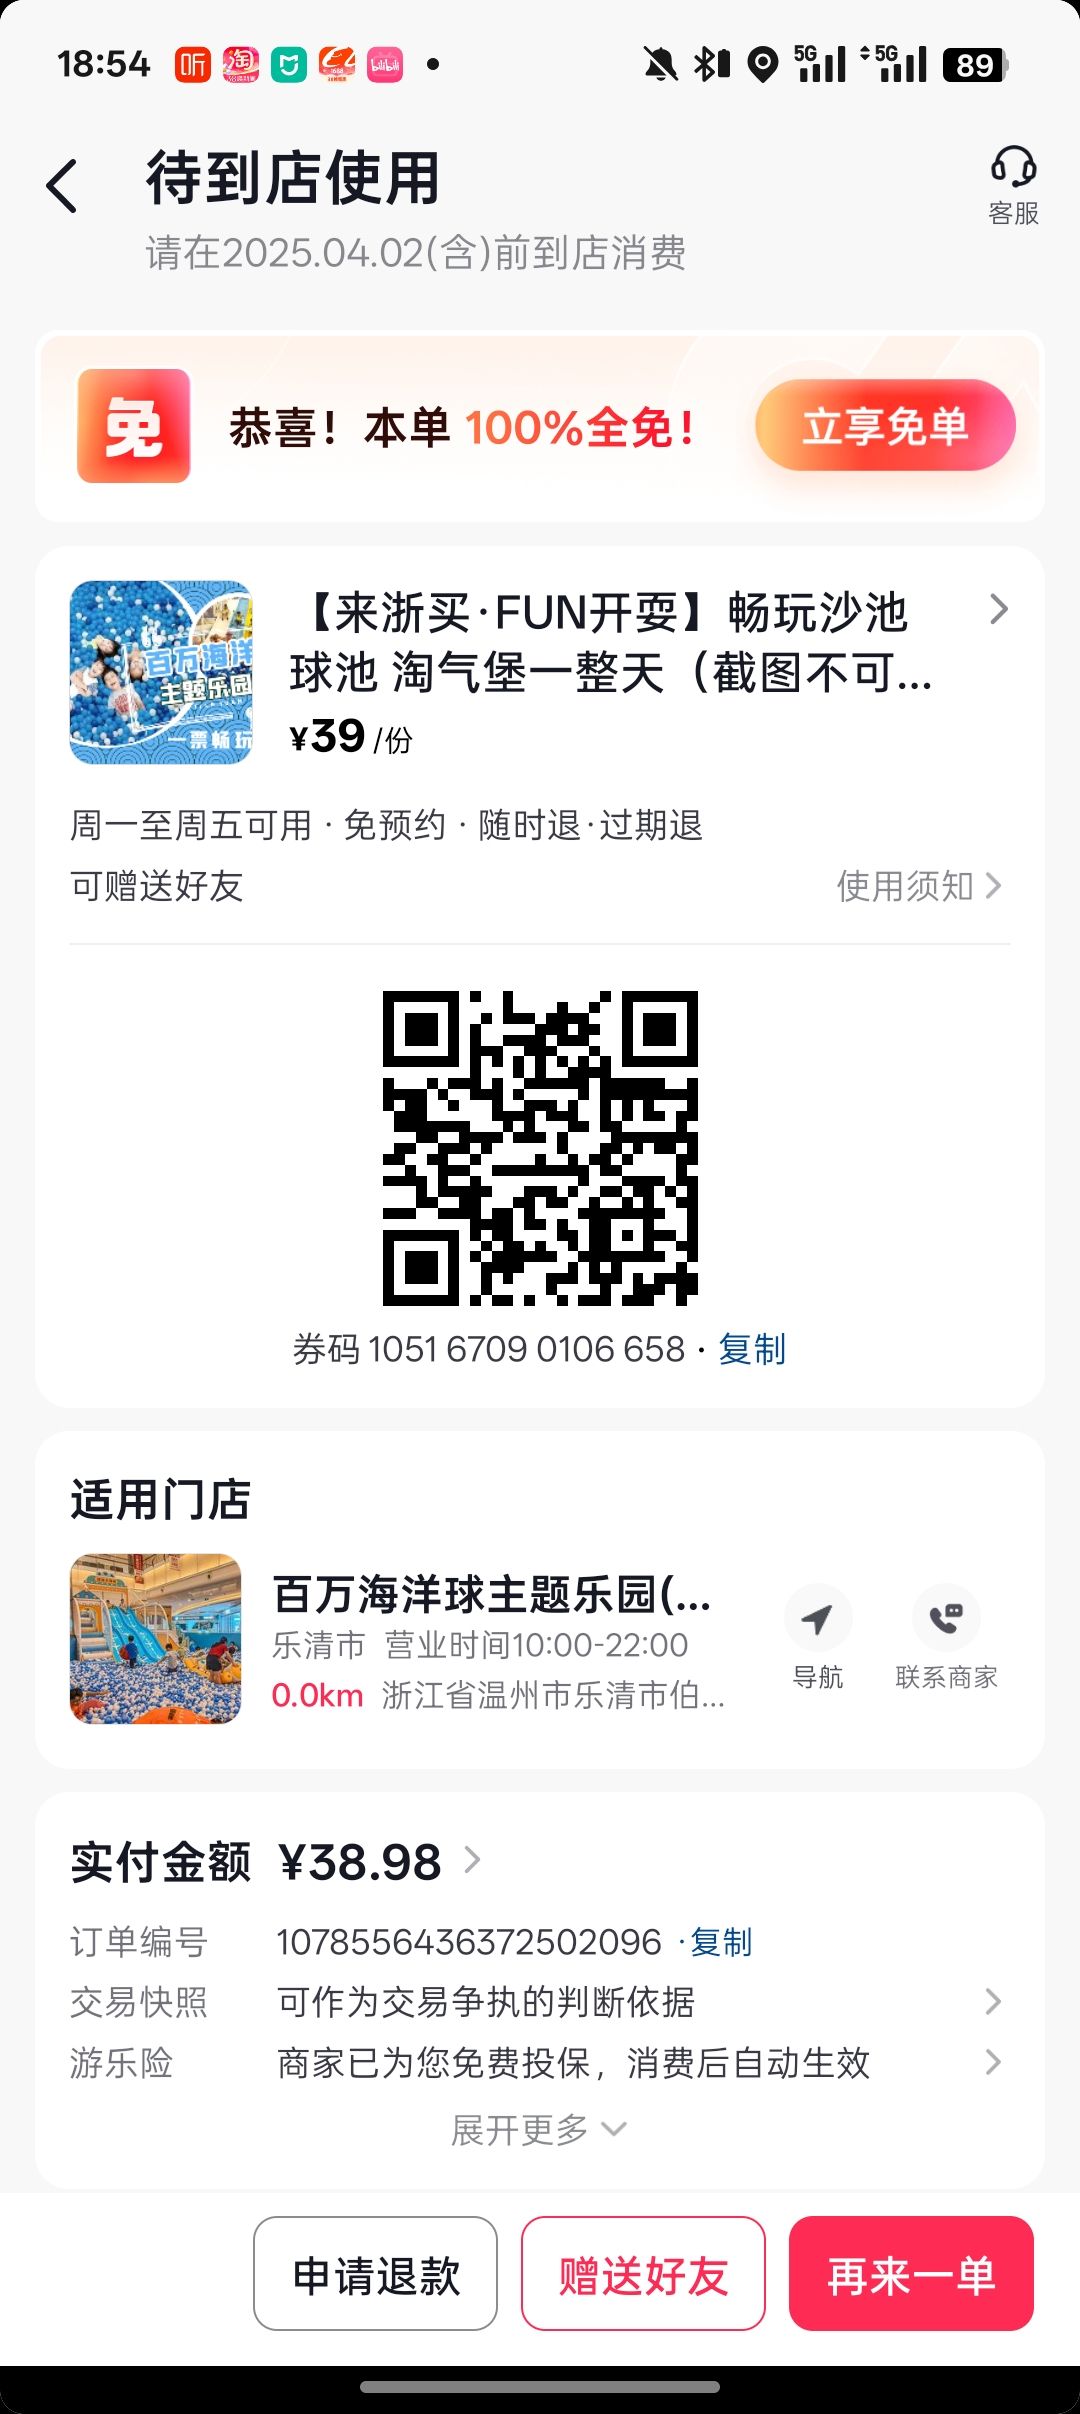 18:54
听
淘
1688
bilibili
5G
5G
89
待到店使用
客服
请在2025.04.02(含)前到店消费
免
恭喜！本单 100%全免！
立享免单
【来浙买·FUN开耍】畅玩沙池
球池 淘气堡一整天（截图不可...
百万海洋
主题乐园
一票畅玩
¥39 /份
周一至周五可用 · 免预约 · 随时退·过期退
可赠送好友
使用须知
券码 1051 6709 0106 658 · 复制
适用门店
百万海洋球主题乐园(...
乐清市 营业时间10:00-22:00
0.0km 浙江省温州市乐清市伯...
导航
联系商家
实付金额 ¥38.98
订单编号 1078556436372502096 ·复制
交易快照 可作为交易争执的判断依据
游乐险 商家已为您免费投保，消费后自动生效
展开更多
申请退款
赠送好友
再来一单